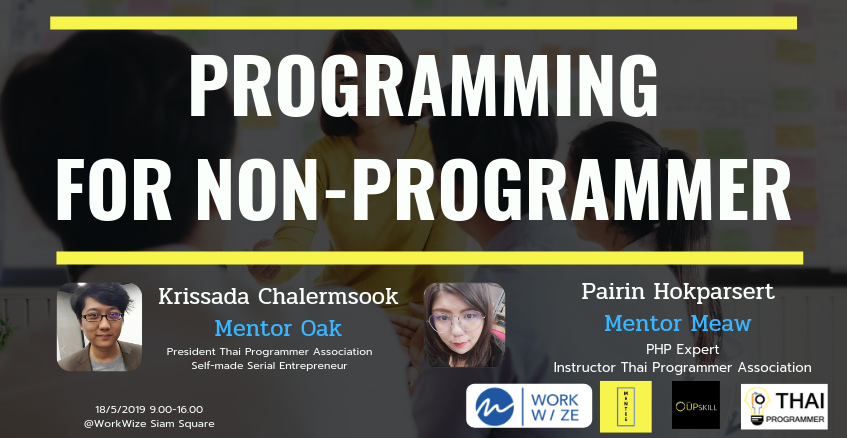 PROGRAMMING
FOR NON-PROGRAMMER
Krissada Chalermsook
Mentor Oak
President Thai Programmer Association
Self-made Serial Entrepreneur
Pairin Hokparsert
Mentor Meaw
PHP Expert
Instructor Thai Programmer Association
18/5/2019 9.00-16.00
@WorkWize Siam Square
WORK
W/ZE
MENTEE
UPSKILL
THAI
PROGRAMMER